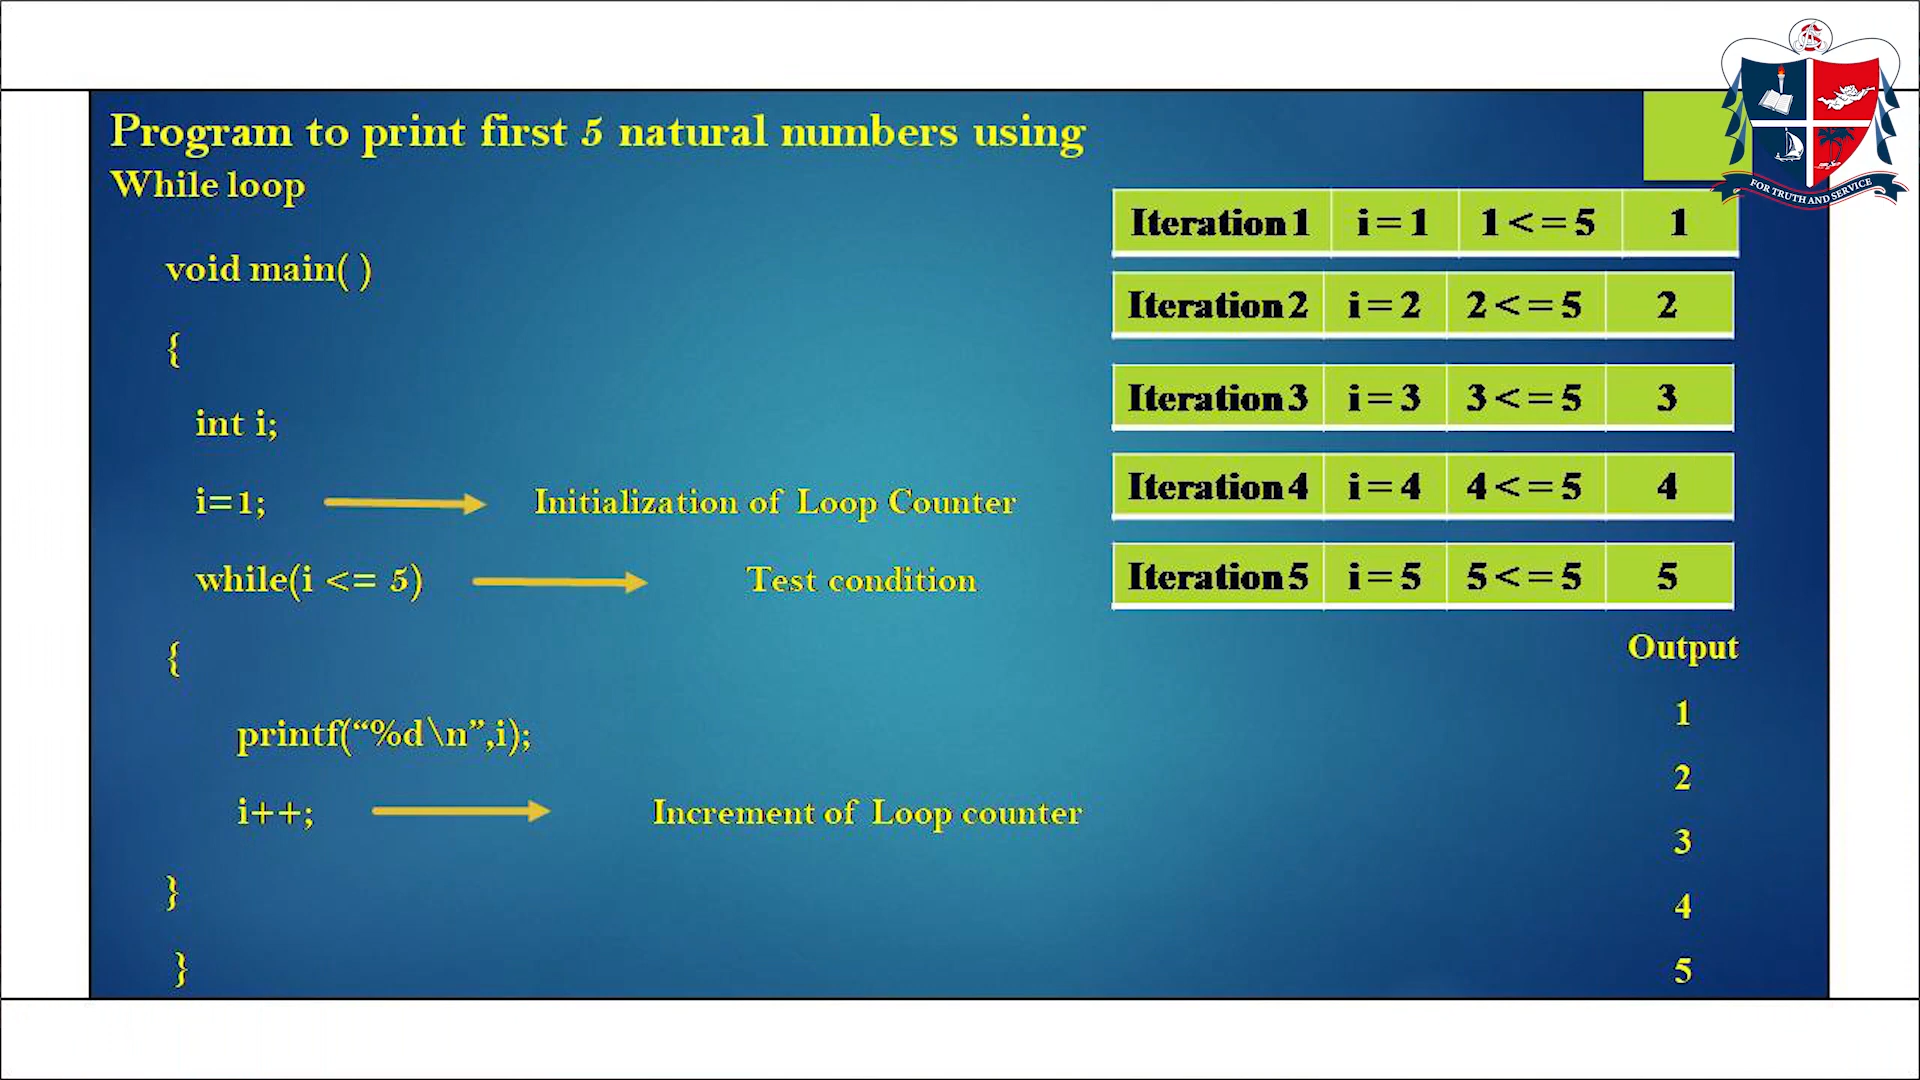 Program to print first 5 natural numbers using
While loop
void main( )
{
int i;
i=1; Initialization of Loop Counter
while(i <= 5) Test condition
{
printf(“%d\n”,i);
i++; Increment of Loop counter
}
}
Iteration 1 i = 1 1 < = 5 1
Iteration 2 i = 2 2 < = 5 2
Iteration 3 i = 3 3 < = 5 3
Iteration 4 i = 4 4 < = 5 4
Iteration 5 i = 5 5 < = 5 5
Output
1
2
3
4
5
FOR TRUTH AND SERVICE